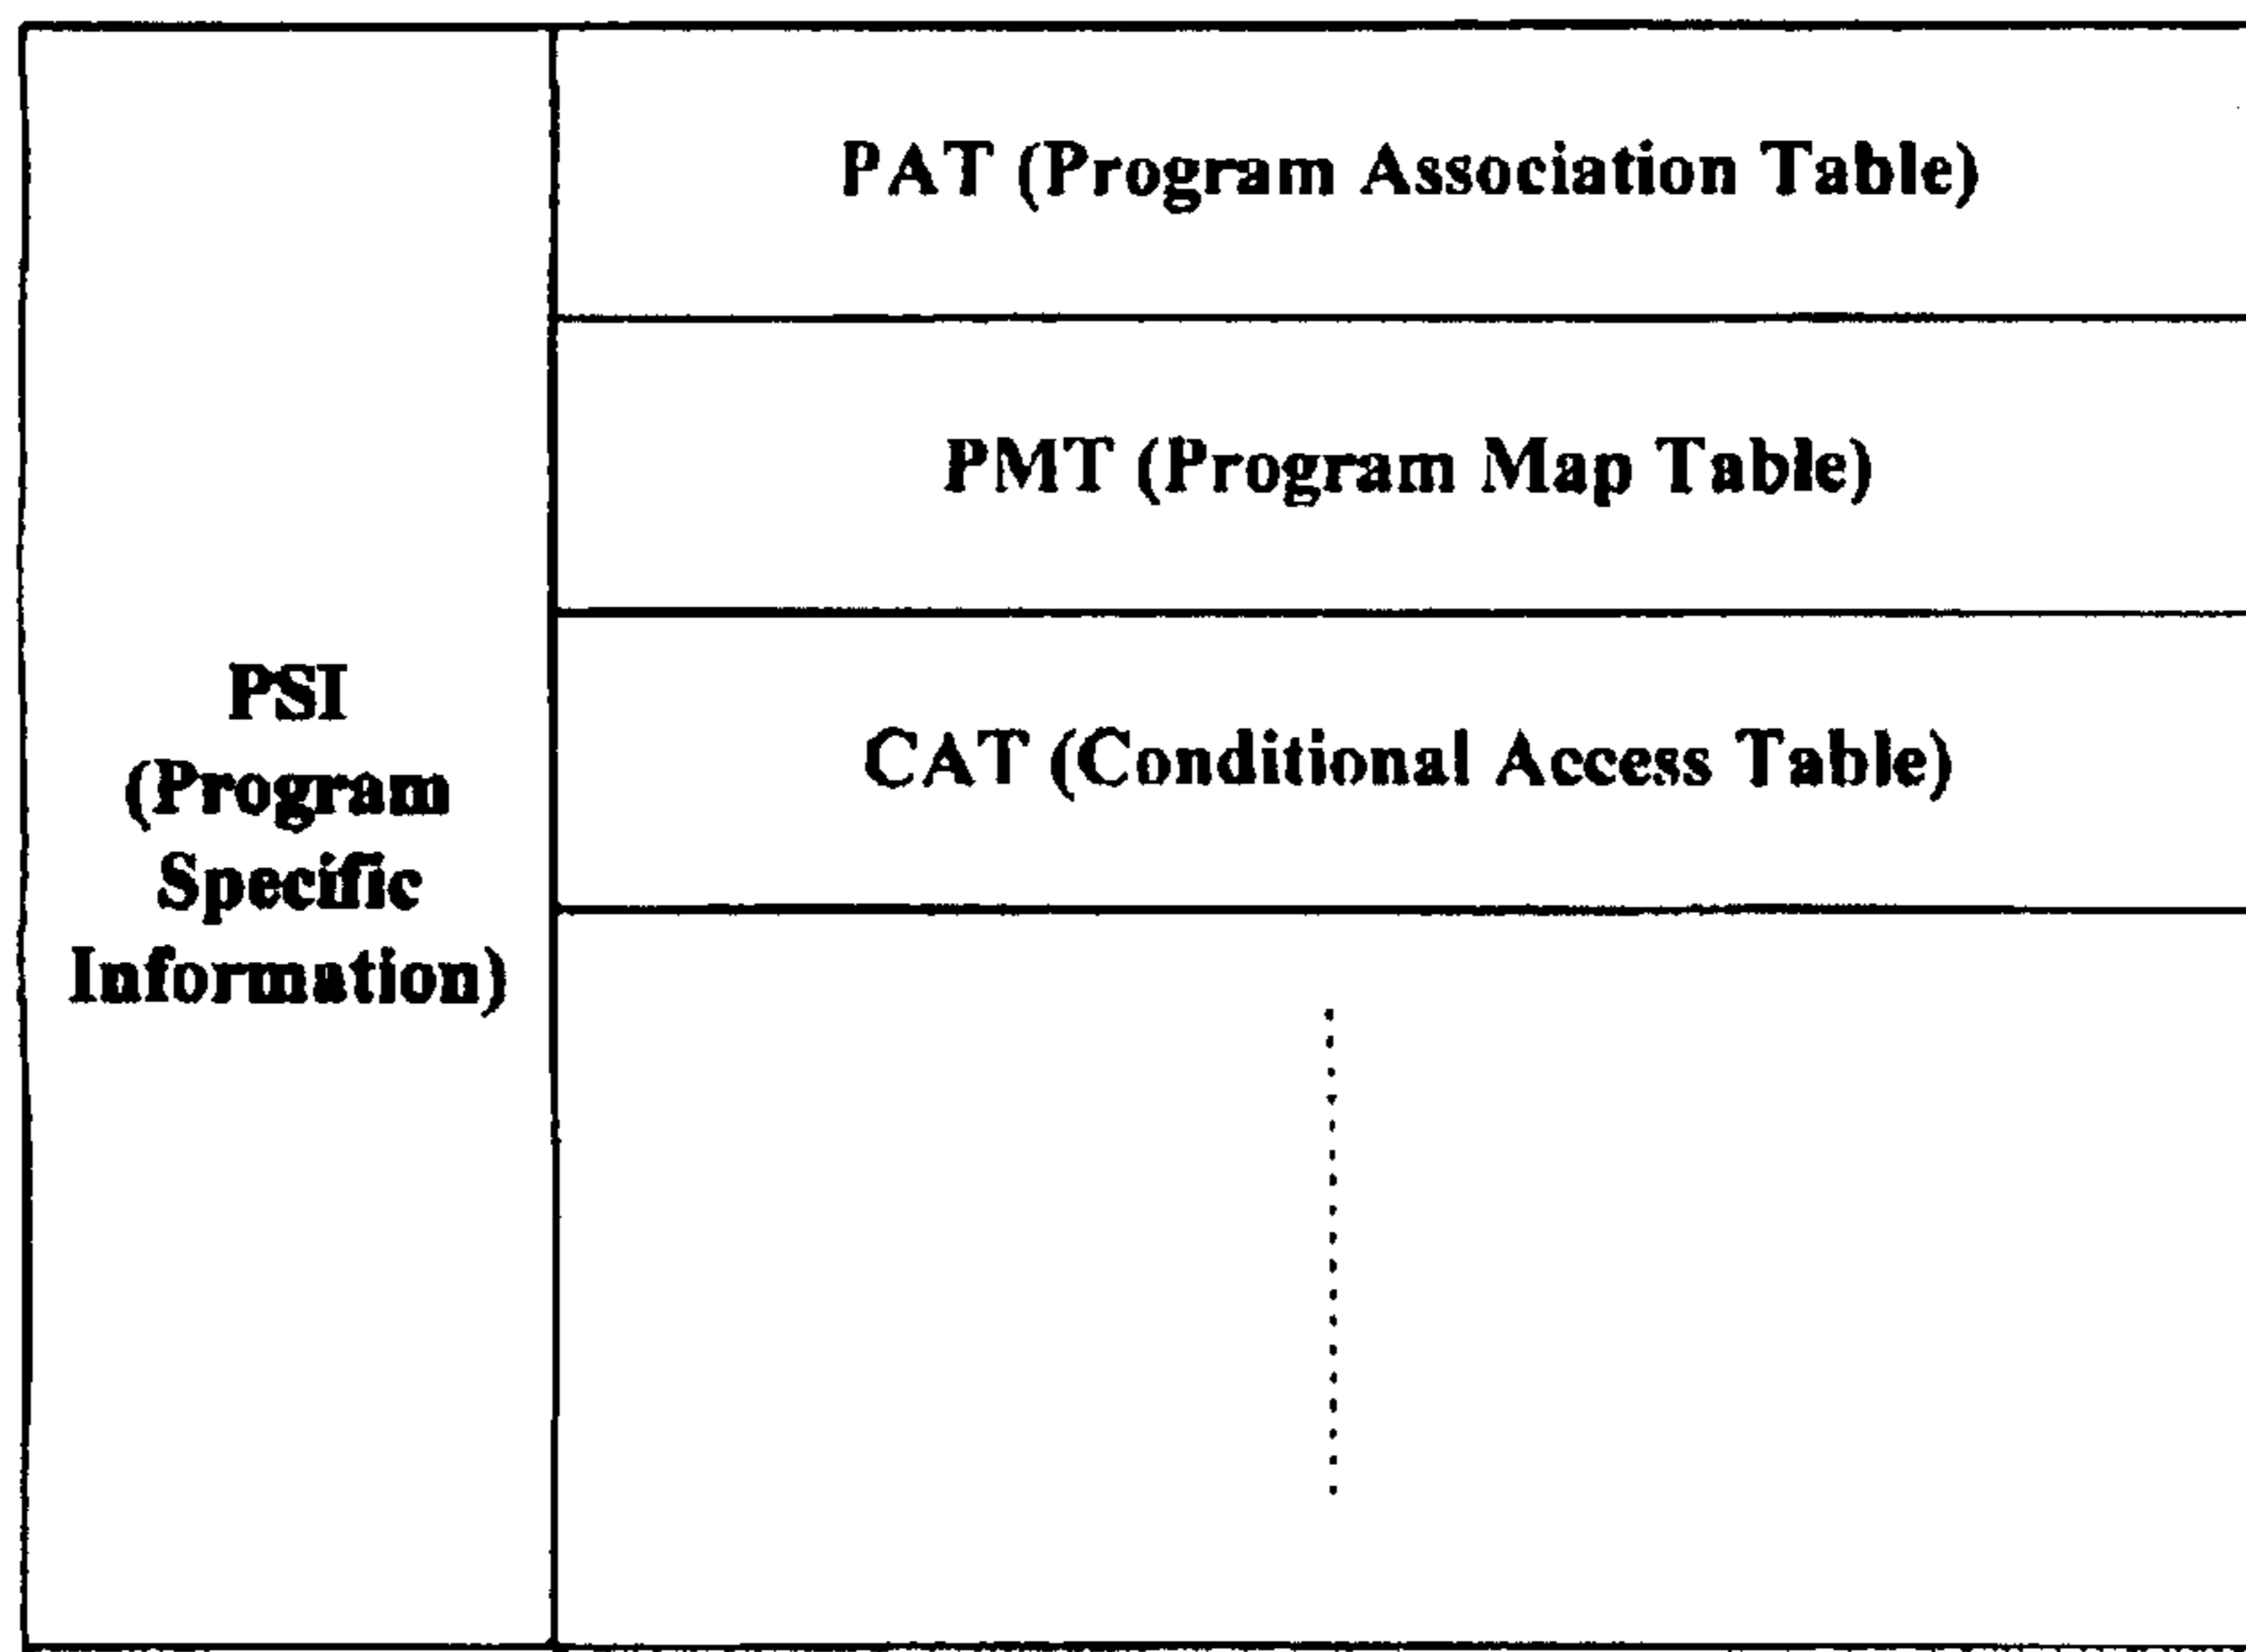 PAT (Program Association Table)
PMT (Program Map Table)
CAT (Conditional Access Table)
PSI
(Program
Specific
Information)